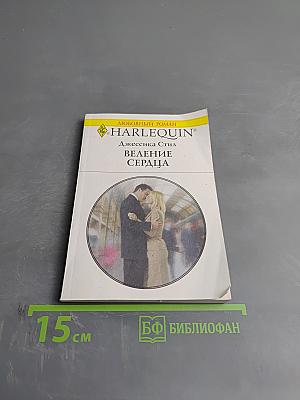 ЛЮБОВНЫЙ РОМАН
HARLEQUIN®
Джессика Стил
ВЕЛЕНИЕ
СЕРДЦА
15 см
БФ БИБЛИОФАН